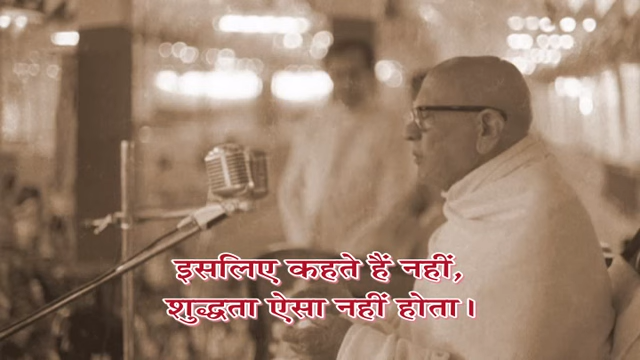 इसलिए कहते हैं नहीं,
शुद्धता ऐसा नहीं होता।